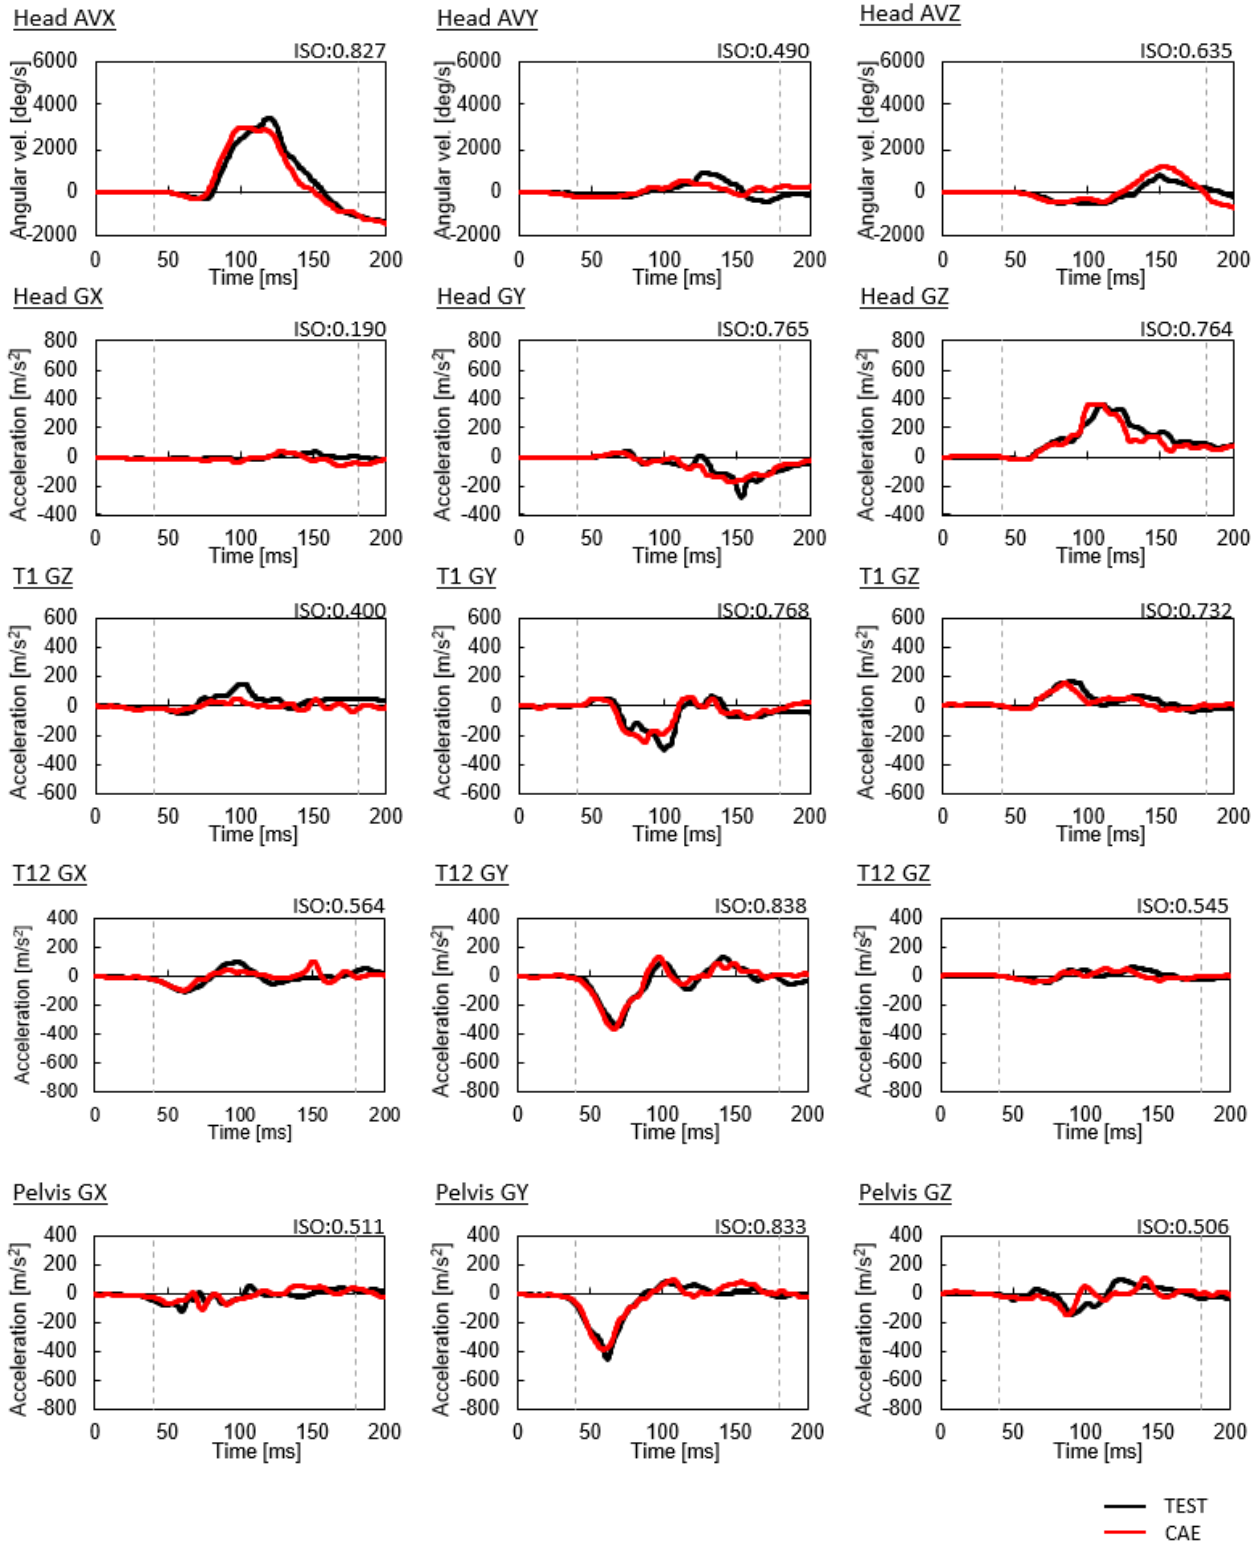 Head AVX
ISO:0.827
Angular vel. [deg/s]
6000
4000
2000
0
-2000
0 50 100 150 200
Time [ms]
Head AVY
ISO:0.490
Angular vel. [deg/s]
6000
4000
2000
0
-2000
0 50 100 150 200
Time [ms]
Head AVZ
ISO:0.635
Angular vel. [deg/s]
6000
4000
2000
0
-2000
0 50 100 150 200
Time [ms]
Head GX
ISO:0.190
Acceleration [m/s²]
800
600
400
200
0
-200
-400
0 50 100 150 200
Time [ms]
Head GY
ISO:0.765
Acceleration [m/s²]
800
600
400
200
0
-200
-400
0 50 100 150 200
Time [ms]
Head GZ
ISO:0.764
Acceleration [m/s²]
800
600
400
200
0
-200
-400
0 50 100 150 200
Time [ms]
T1 GZ
ISO:0.400
Acceleration [m/s²]
600
400
200
0
-200
-400
-600
0 50 100 150 200
Time [ms]
T1 GY
ISO:0.768
Acceleration [m/s²]
600
400
200
0
-200
-400
-600
0 50 100 150 200
Time [ms]
T1 GZ
ISO:0.732
Acceleration [m/s²]
600
400
200
0
-200
-400
-600
0 50 100 150 200
Time [ms]
T12 GX
ISO:0.564
Acceleration [m/s²]
400
200
0
-200
-400
-600
-800
0 50 100 150 200
Time [ms]
T12 GY
ISO:0.838
Acceleration [m/s²]
400
200
0
-200
-400
-600
-800
0 50 100 150 200
Time [ms]
T12 GZ
ISO:0.545
Acceleration [m/s²]
400
200
0
-200
-400
-600
-800
0 50 100 150 200
Time [ms]
Pelvis GX
ISO:0.511
Acceleration [m/s²]
400
200
0
-200
-400
-600
-800
0 50 100 150 200
Time [ms]
Pelvis GY
ISO:0.833
Acceleration [m/s²]
400
200
0
-200
-400
-600
-800
0 50 100 150 200
Time [ms]
Pelvis GZ
ISO:0.506
Acceleration [m/s²]
400
200
0
-200
-400
-600
-800
0 50 100 150 200
Time [ms]
TEST
CAE